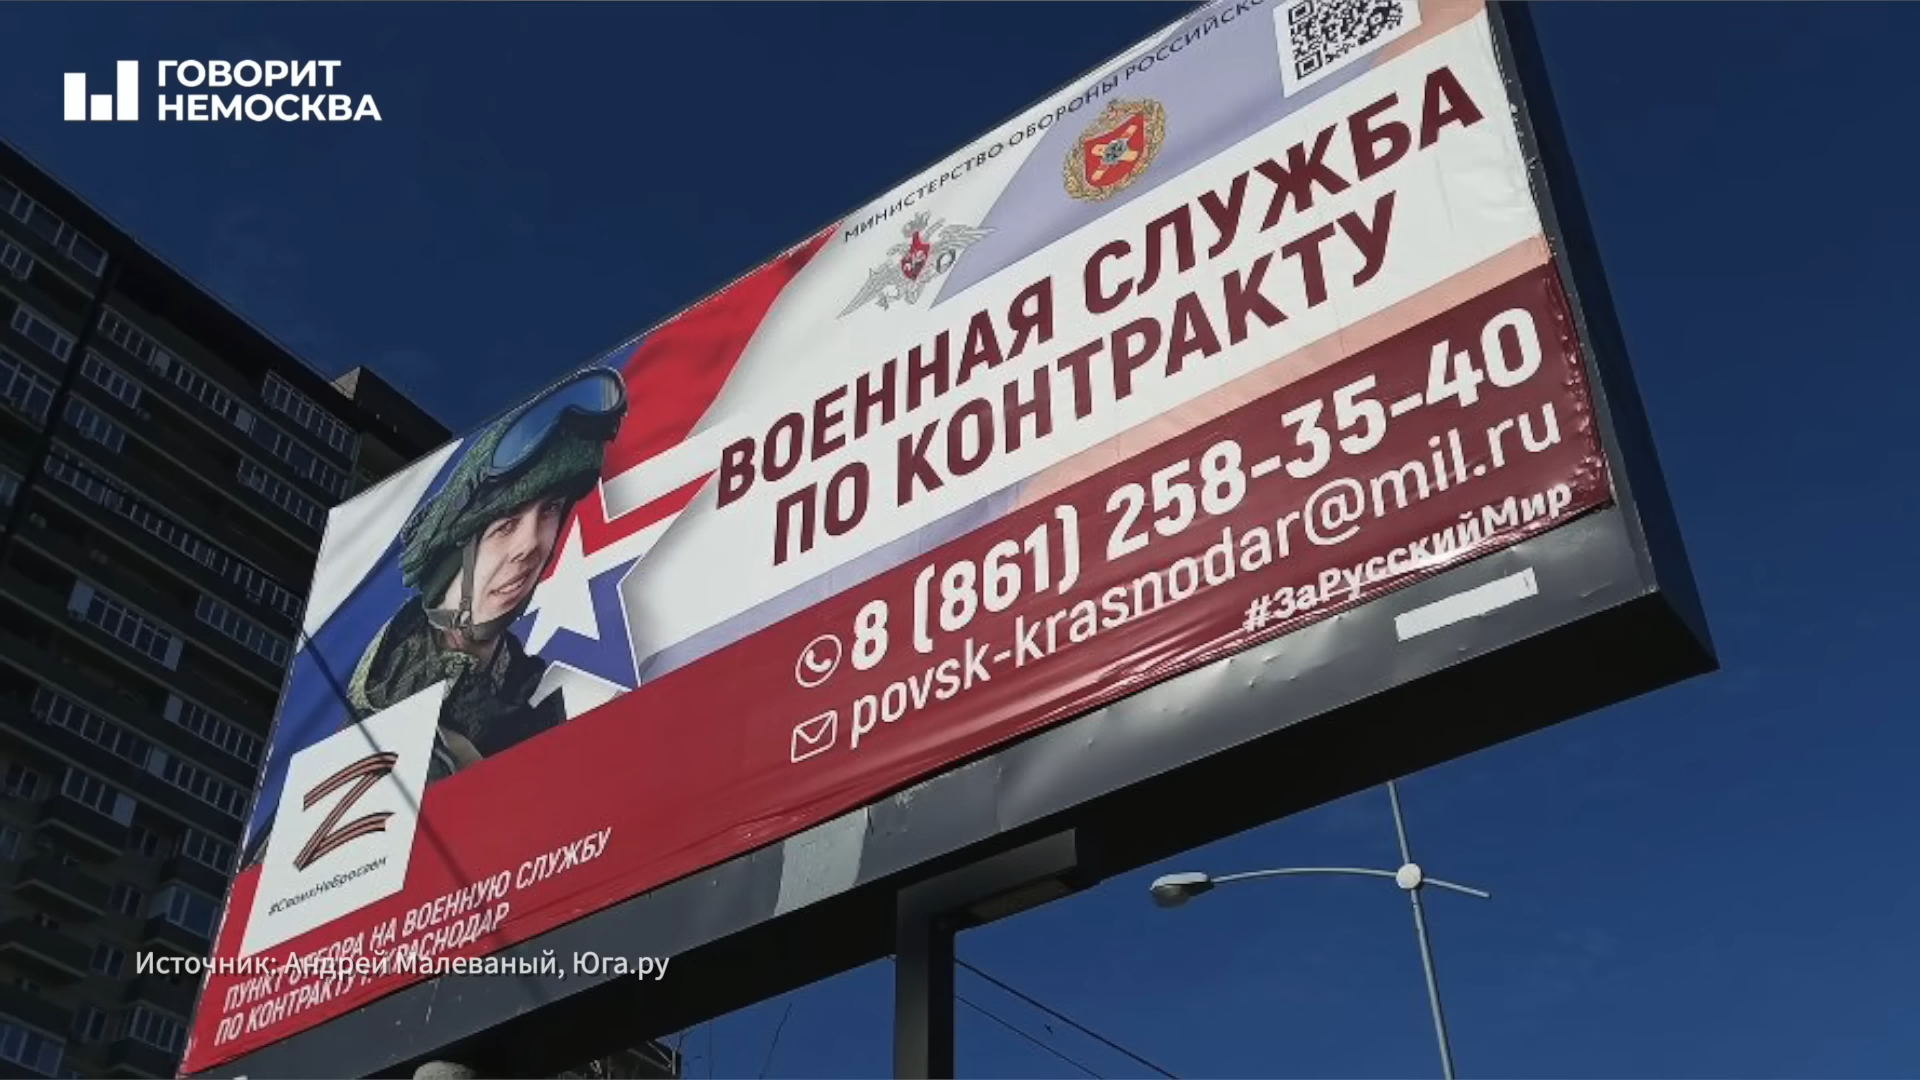 ГОВОРИТ
НЕМОСКВА
МИНИСТЕРСТВО ОБОРОНЫ
ВОЕННАЯ СЛУЖБА
ПО КОНТРАКТУ
8 (861) 258-35-40
povsk-krasnodar@mil.ru
#ЗаРусскийМир
Z
#СвоихНеБросаем
ПУНКТ ОТБОРА НА ВОЕННУЮ СЛУЖБУ
ПО КОНТРАКТУ г. КРАСНОДАР
Источник: Андрей Малеваный, Юга.ру